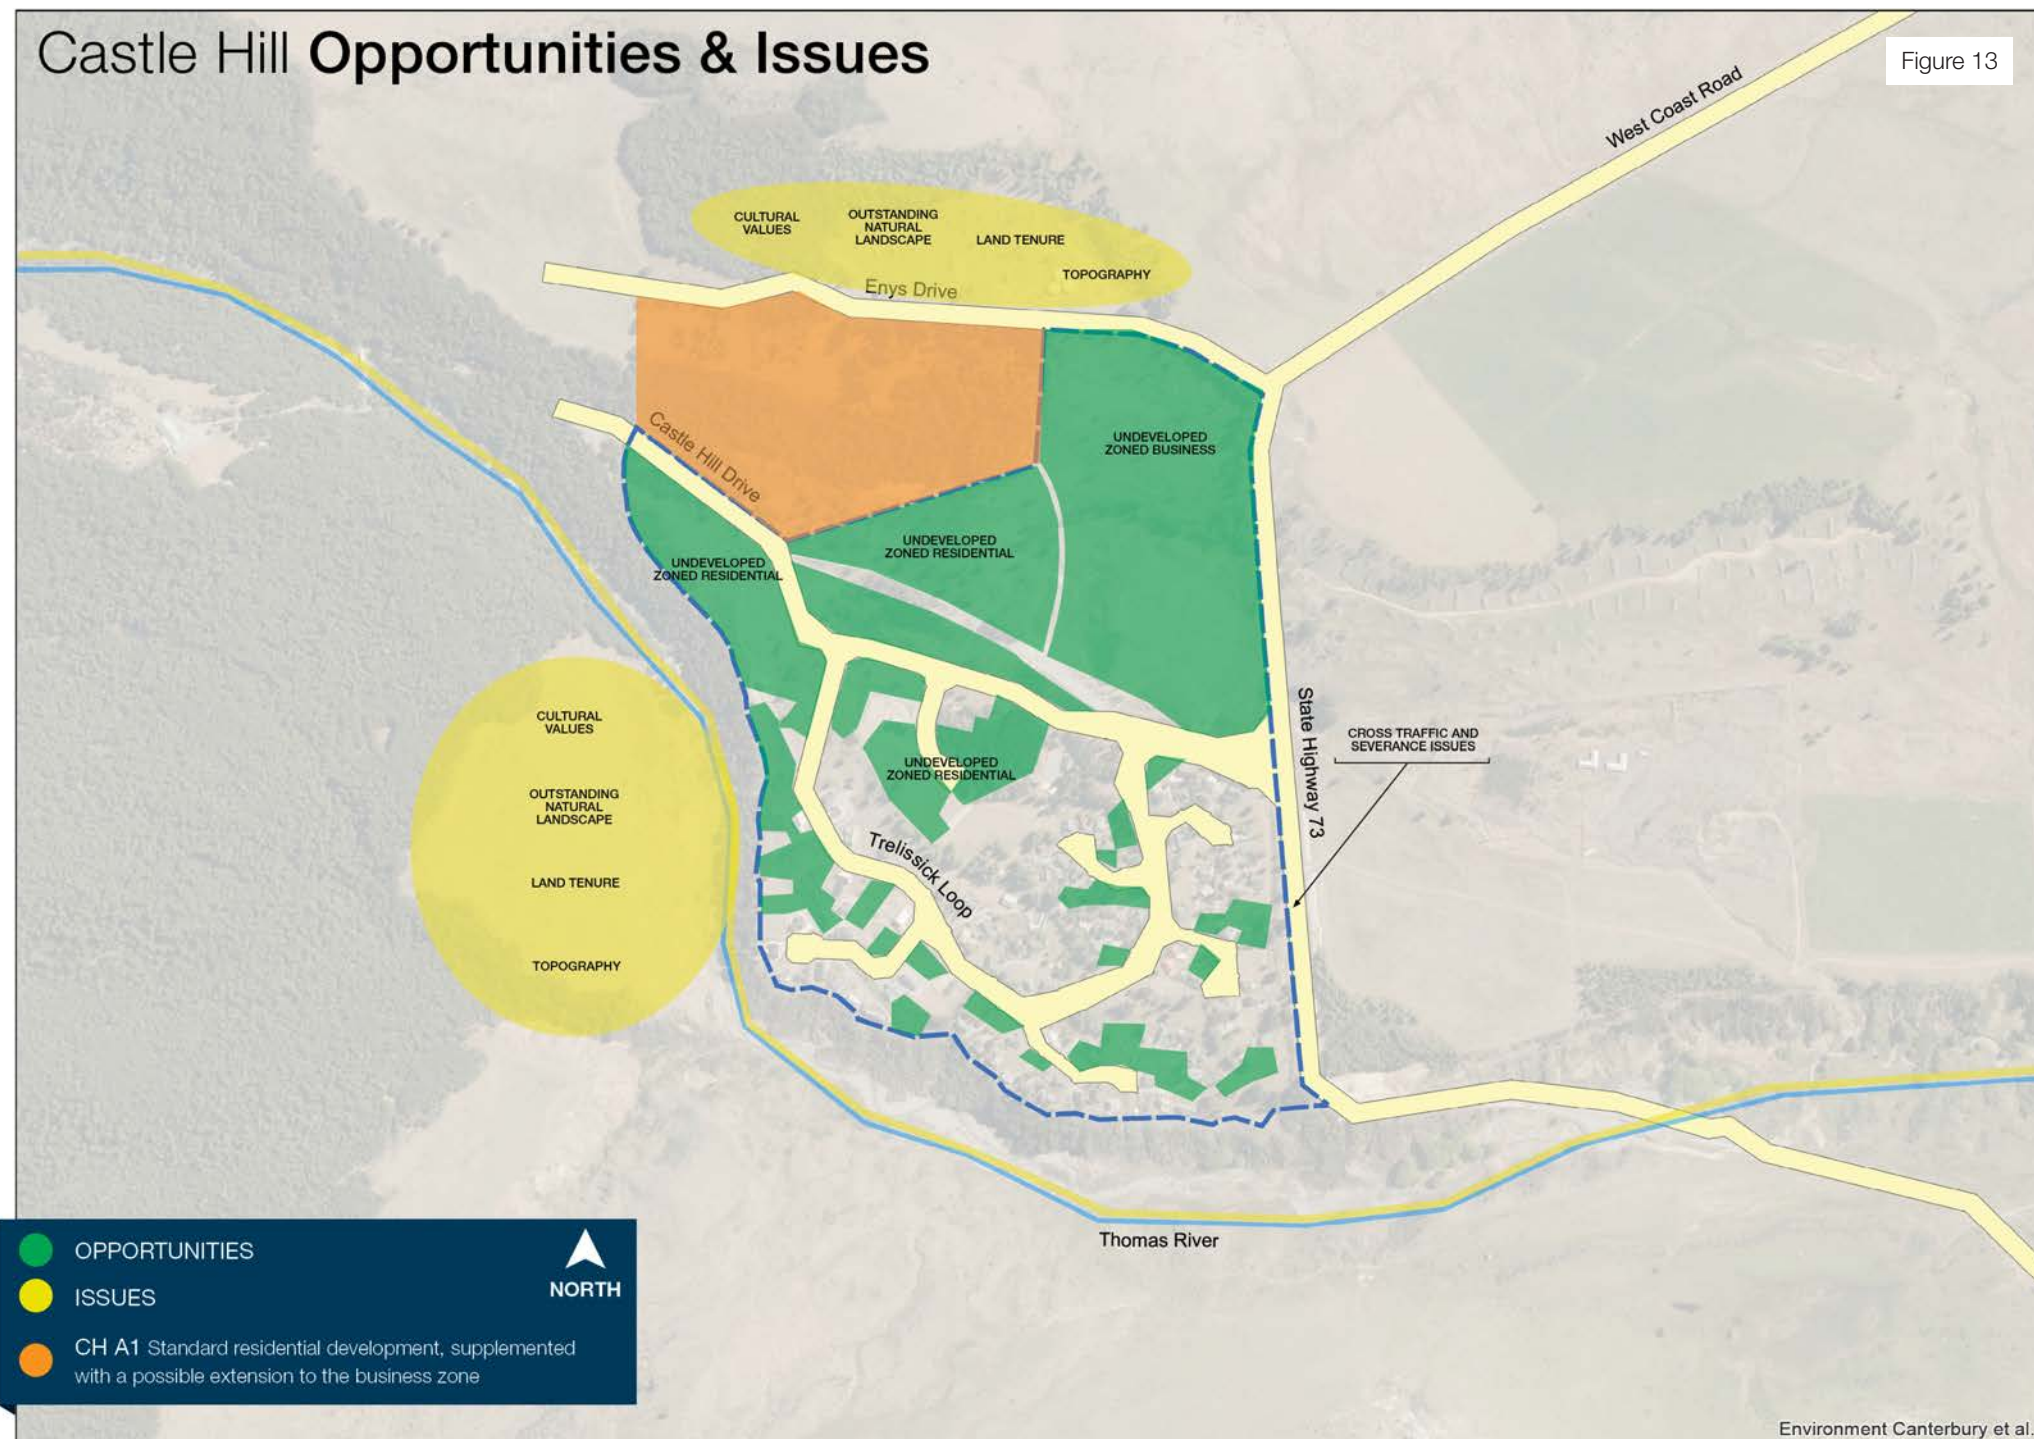 Castle Hill Opportunities & Issues
Figure 13
West Coast Road
CULTURAL
VALUES
OUTSTANDING
NATURAL
LANDSCAPE
LAND TENURE
TOPOGRAPHY
Enys Drive
Castle Hill Drive
UNDEVELOPED
ZONED BUSINESS
UNDEVELOPED
ZONED RESIDENTIAL
UNDEVELOPED
ZONED RESIDENTIAL
UNDEVELOPED
ZONED RESIDENTIAL
State Highway 73
CROSS TRAFFIC AND
SEVERANCE ISSUES
CULTURAL
VALUES
OUTSTANDING
NATURAL
LANDSCAPE
LAND TENURE
TOPOGRAPHY
Trelissick Loop
Thomas River
OPPORTUNITIES
ISSUES
CH A1 Standard residential development, supplemented
with a possible extension to the business zone
NORTH
Environment Canterbury et al.